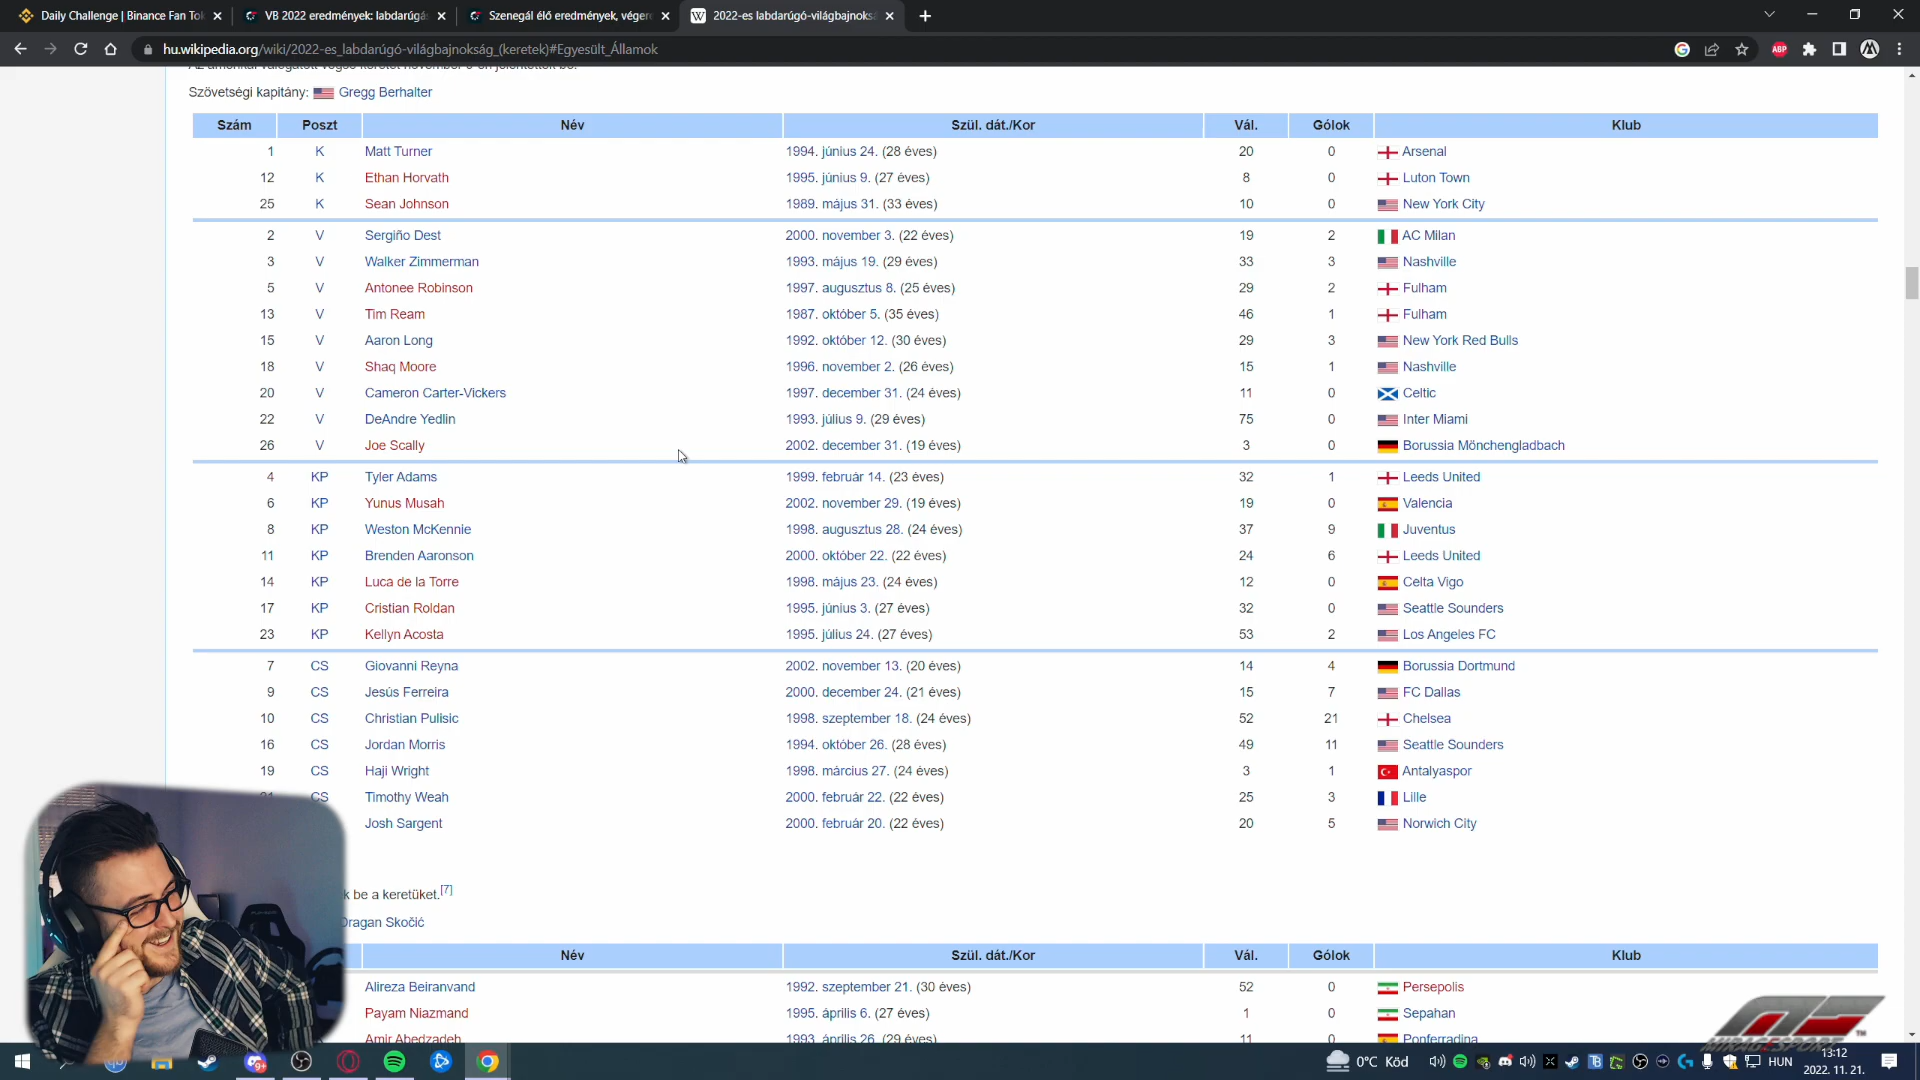 Daily Challenge | Binance Fan Tok
VB 2022 eredmények: labdarúgás
Szenegál élő eredmények, végere
2022-es labdarúgó-világbajnoksá
hu.wikipedia.org/wiki/2022-es_labdarúgó-világbajnokság_(keretek)#Egyesült_Államok
Szövetségi kapitány: Gregg Berhalter
Szám Poszt Név Szül. dát./Kor Vál. Gólok Klub
1 K Matt Turner 1994. június 24. (28 éves) 20 0 Arsenal
12 K Ethan Horvath 1995. június 9. (27 éves) 8 0 Luton Town
25 K Sean Johnson 1989. május 31. (33 éves) 10 0 New York City
2 V Sergiño Dest 2000. november 3. (22 éves) 19 2 AC Milan
3 V Walker Zimmerman 1993. május 19. (29 éves) 33 3 Nashville
5 V Antonee Robinson 1997. augusztus 8. (25 éves) 29 2 Fulham
13 V Tim Ream 1987. október 5. (35 éves) 46 1 Fulham
15 V Aaron Long 1992. október 12. (30 éves) 29 3 New York Red Bulls
18 V Shaq Moore 1996. november 2. (26 éves) 15 1 Nashville
20 V Cameron Carter-Vickers 1997. december 31. (24 éves) 11 0 Celtic
22 V DeAndre Yedlin 1993. július 9. (29 éves) 75 0 Inter Miami
26 V Joe Scally 2002. december 31. (19 éves) 3 0 Borussia Mönchengladbach
4 KP Tyler Adams 1999. február 14. (23 éves) 32 1 Leeds United
6 KP Yunus Musah 2002. november 29. (19 éves) 19 0 Valencia
8 KP Weston McKennie 1998. augusztus 28. (24 éves) 37 9 Juventus
11 KP Brenden Aaronson 2000. október 22. (22 éves) 24 6 Leeds United
14 KP Luca de la Torre 1998. május 23. (24 éves) 12 0 Celta Vigo
17 KP Cristian Roldan 1995. június 3. (27 éves) 32 0 Seattle Sounders
23 KP Kellyn Acosta 1995. július 24. (27 éves) 53 2 Los Angeles FC
7 CS Giovanni Reyna 2002. november 13. (20 éves) 14 4 Borussia Dortmund
9 CS Jesús Ferreira 2000. december 24. (21 éves) 15 7 FC Dallas
10 CS Christian Pulisic 1998. szeptember 18. (24 éves) 52 21 Chelsea
16 CS Jordan Morris 1994. október 26. (28 éves) 49 11 Seattle Sounders
19 CS Haji Wright 1998. március 27. (24 éves) 3 1 Antalyaspor
CS Timothy Weah 2000. február 22. (22 éves) 25 3 Lille
Josh Sargent 2000. február 20. (22 éves) 20 5 Norwich City
k be a keretüket.[7]
Dragan Skočić
Név Szül. dát./Kor Vál. Gólok Klub
Alireza Beiranvand 1992. szeptember 21. (30 éves) 52 0 Persepolis
Payam Niazmand 1995. április 6. (27 éves) 1 0 Sepahan
Amir Abedzadeh 1993. április 26. (29 éves) 11 0 Ponferradina
0°C Köd HUN 13:12
2022. 11. 21.